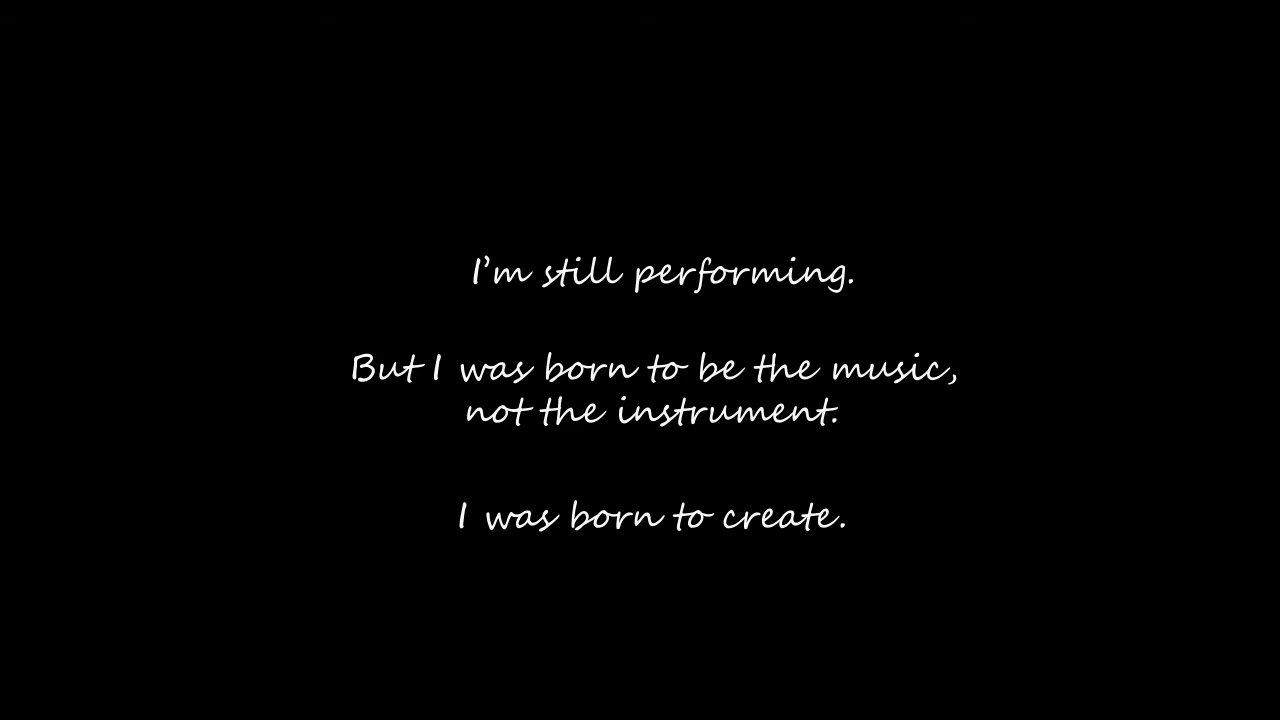 I'm still performing.
But I was born to be the music,
not the instrument.
I was born to create.